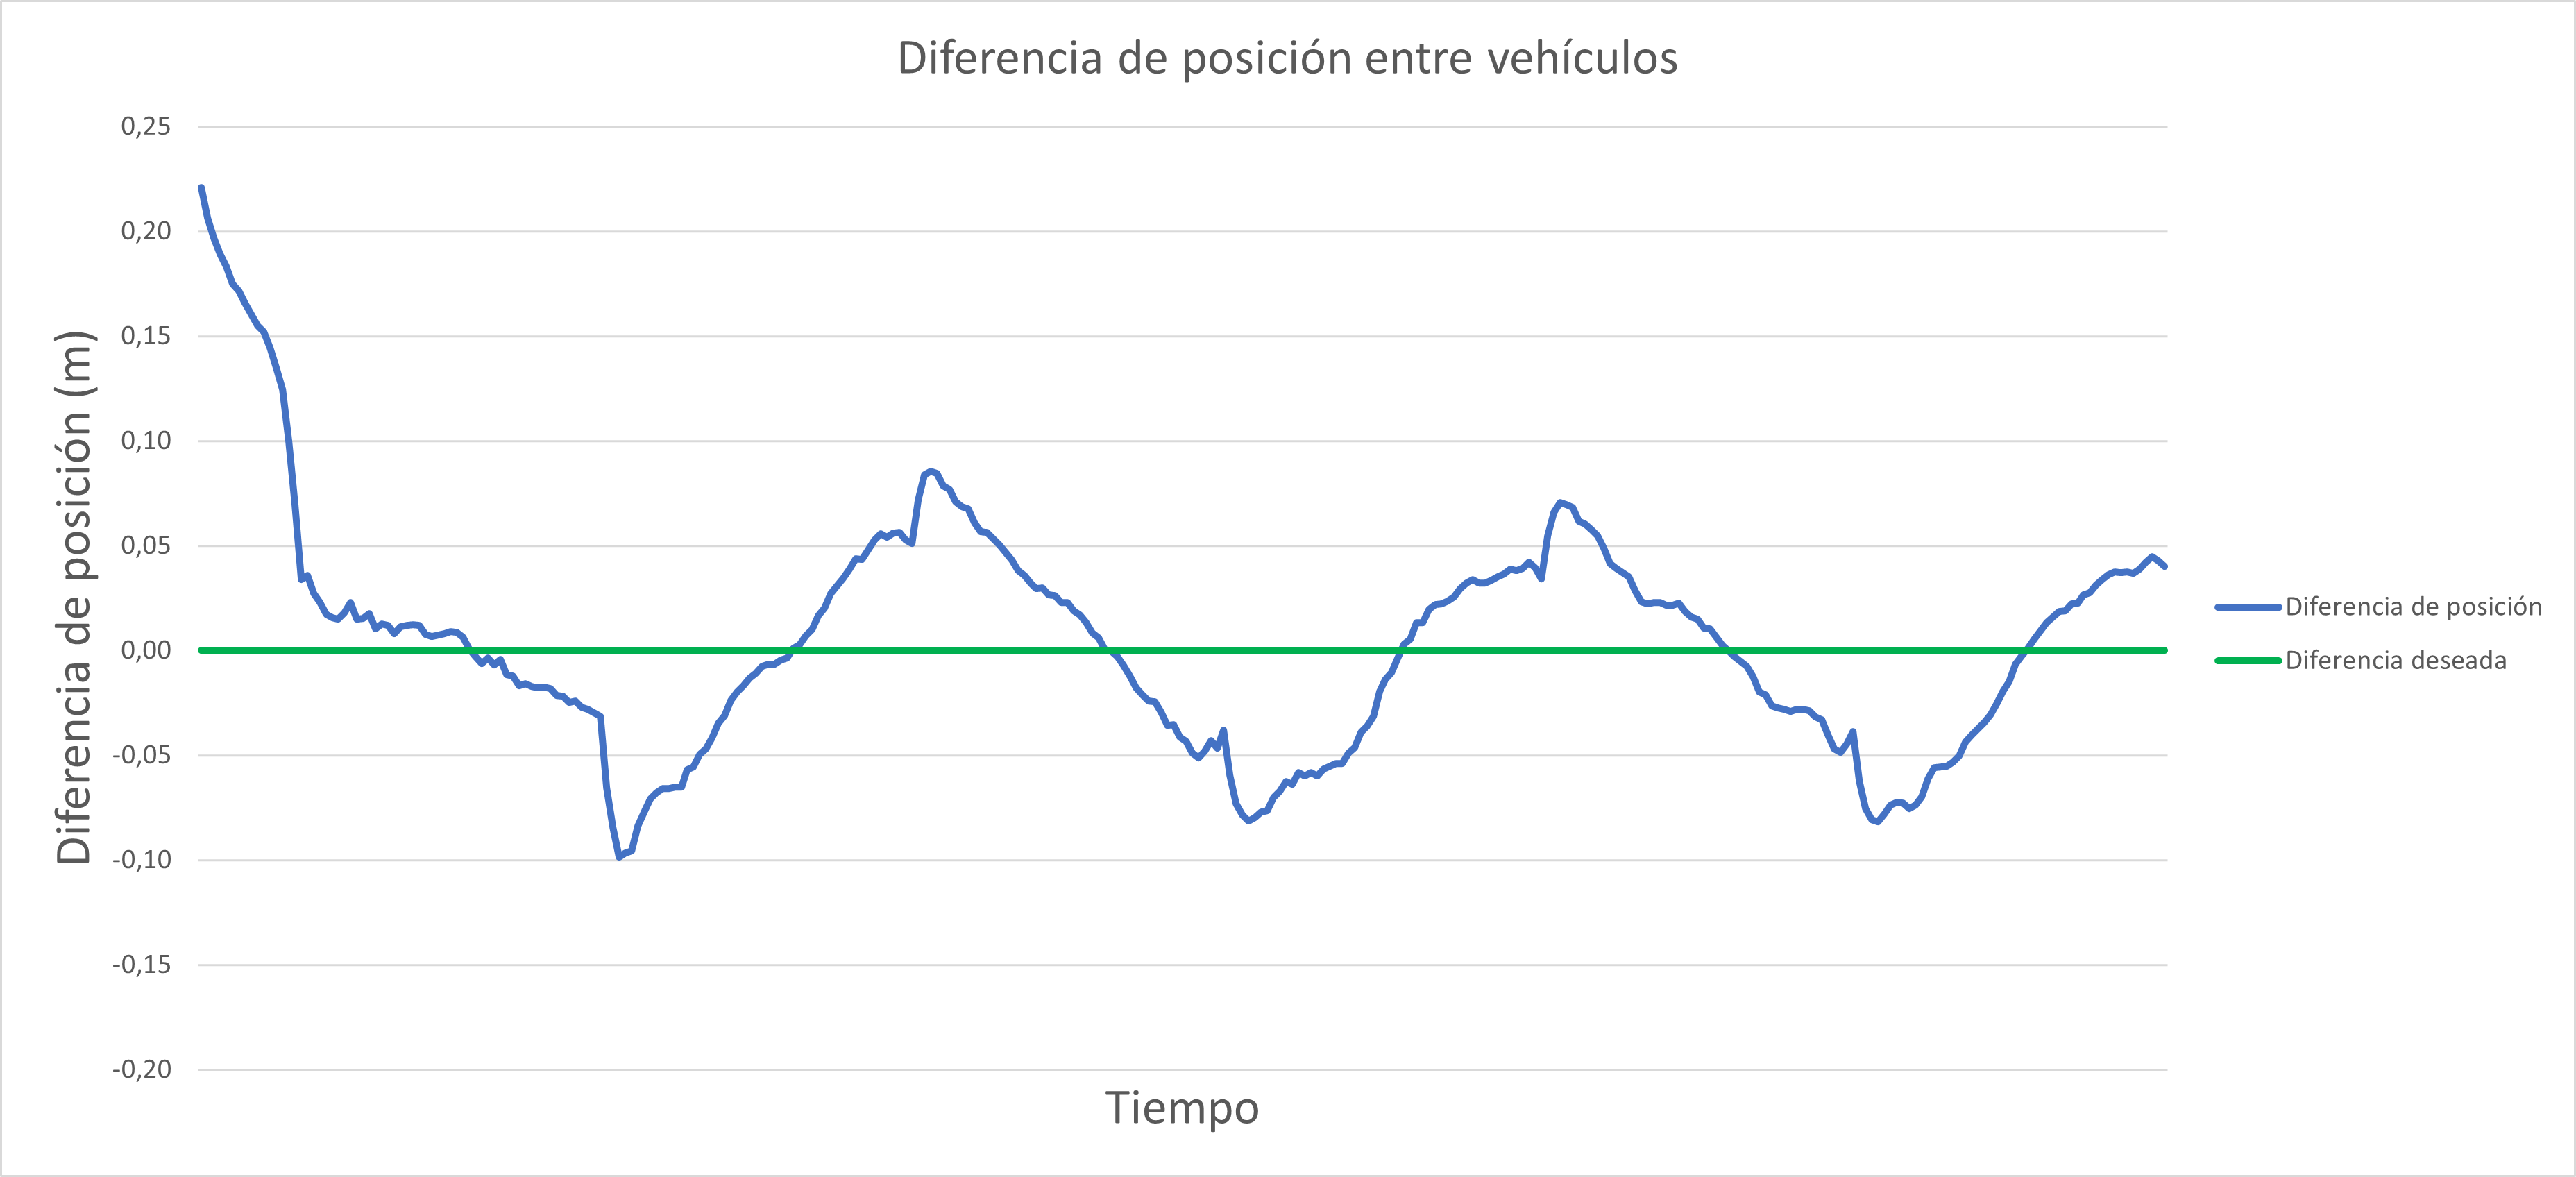 Diferencia de posición entre vehículos
0,25
0,20
0,15
0,10
0,05
0,00
-0,05
-0,10
-0,15
-0,20
Diferencia de posición (m)
Tiempo
Diferencia de posición
Diferencia deseada